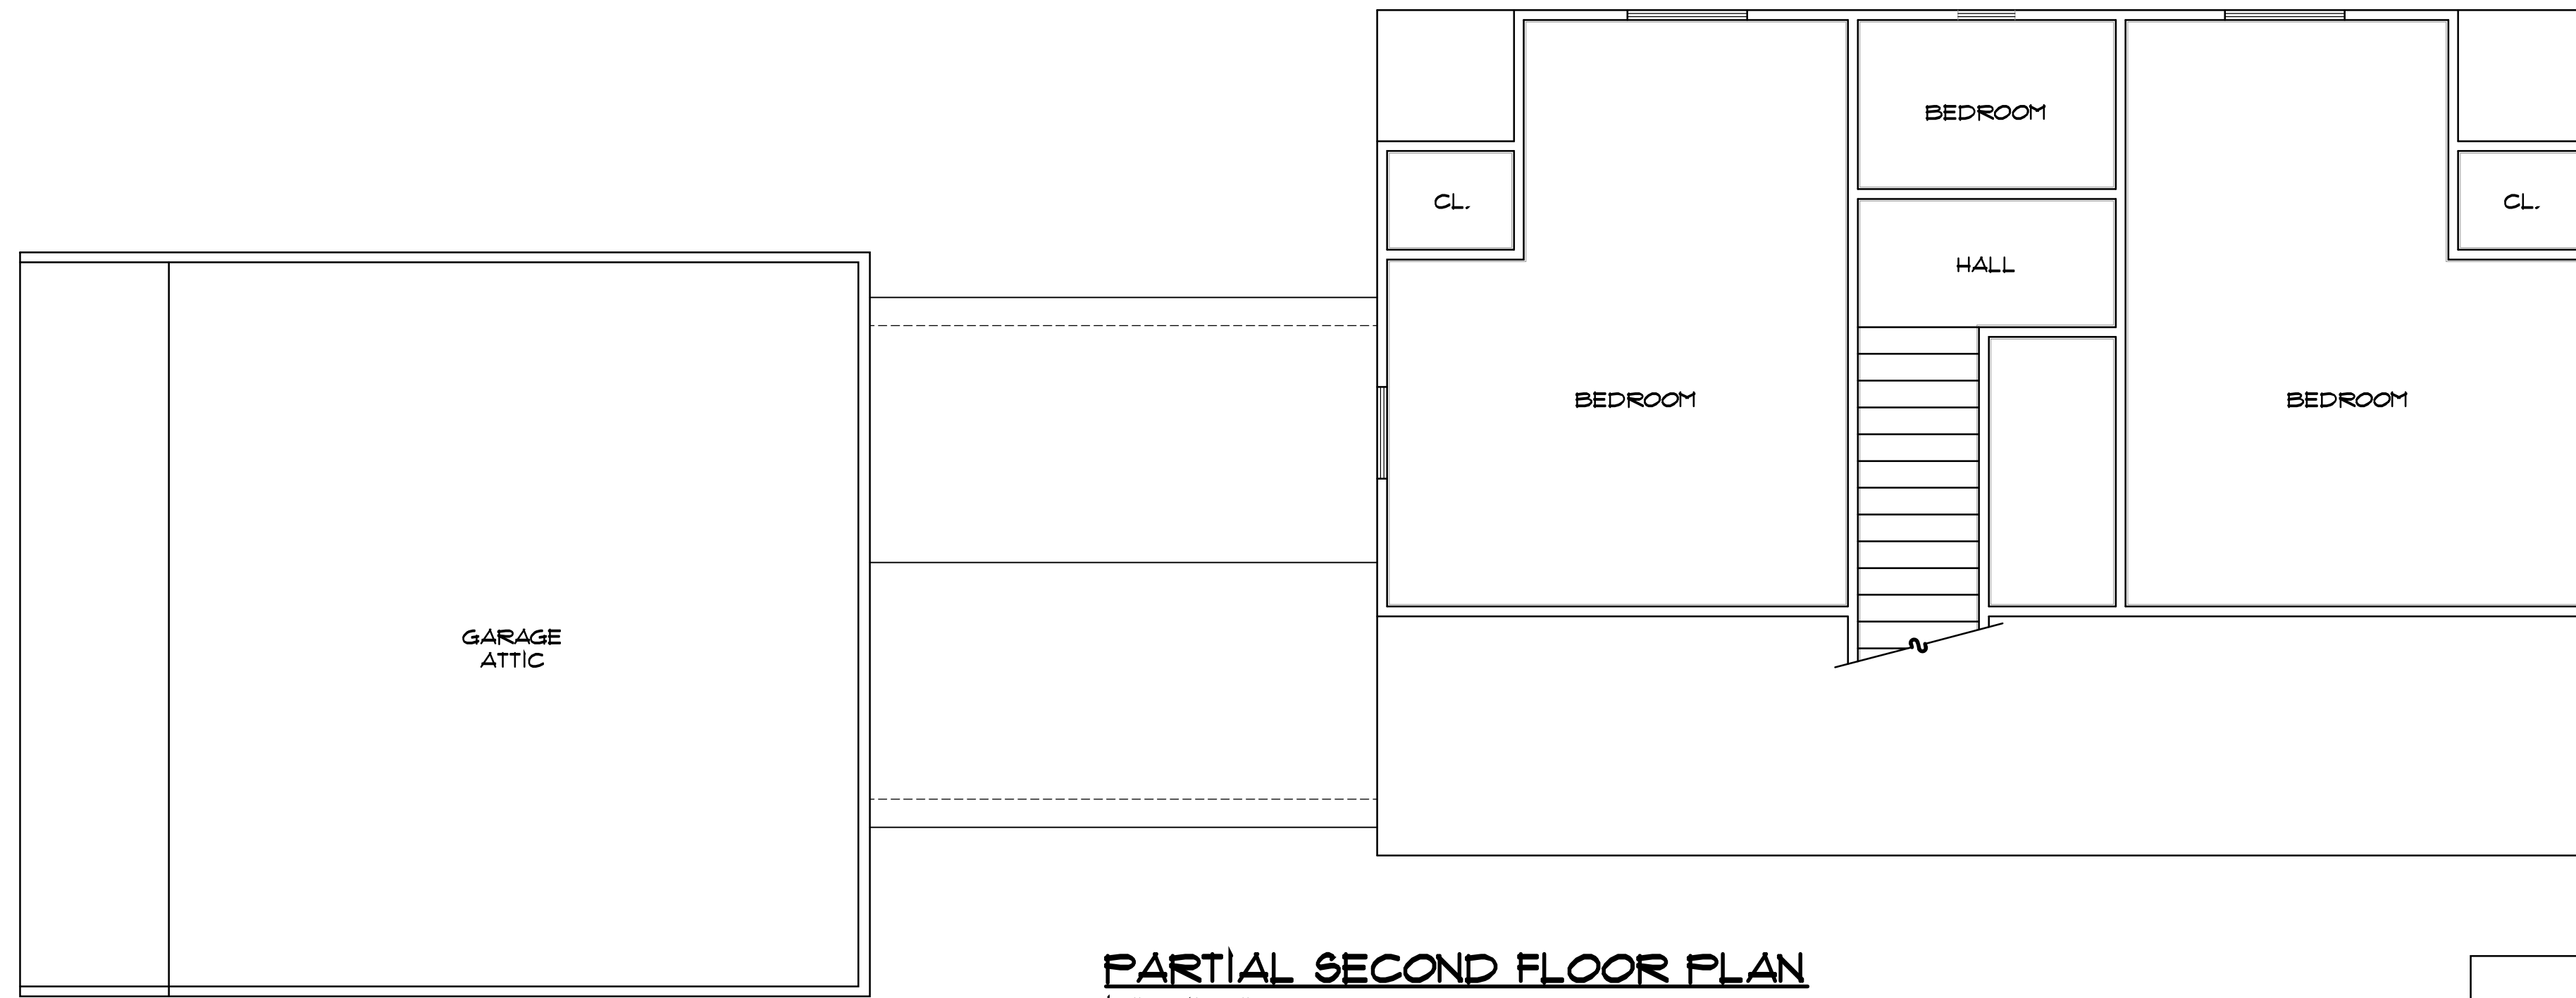 BEDROOM
CL.
CL.
HALL
BEDROOM
BEDROOM
GARAGE
ATTIC
PARTIAL SECOND FLOOR PLAN